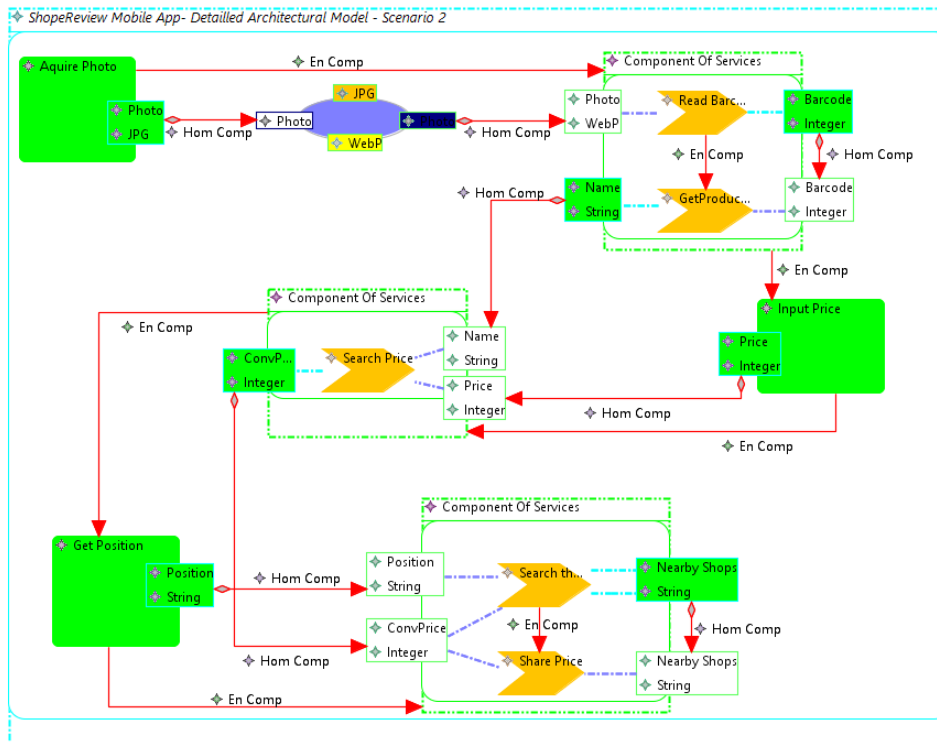 ShopeReview Mobile App- Detailled Architectural Model - Scenario 2
Aquire Photo
Photo
JPG
En Comp
Hom Comp
Photo
JPG
WebP
Photo
Hom Comp
Component Of Services
Photo
WebP
Read Barc...
Barcode
Integer
En Comp
Hom Comp
Name
String
GetProduc...
Barcode
Integer
Hom Comp
En Comp
Component Of Services
En Comp
Name
String
ConvP...
Integer
Search Price
Price
Integer
Input Price
Price
Integer
Hom Comp
En Comp
Component Of Services
Get Position
Position
String
Hom Comp
Position
String
Search th...
Nearby Shops
String
En Comp
Hom Comp
ConvPrice
Integer
Hom Comp
Share Price
Nearby Shops
String
En Comp